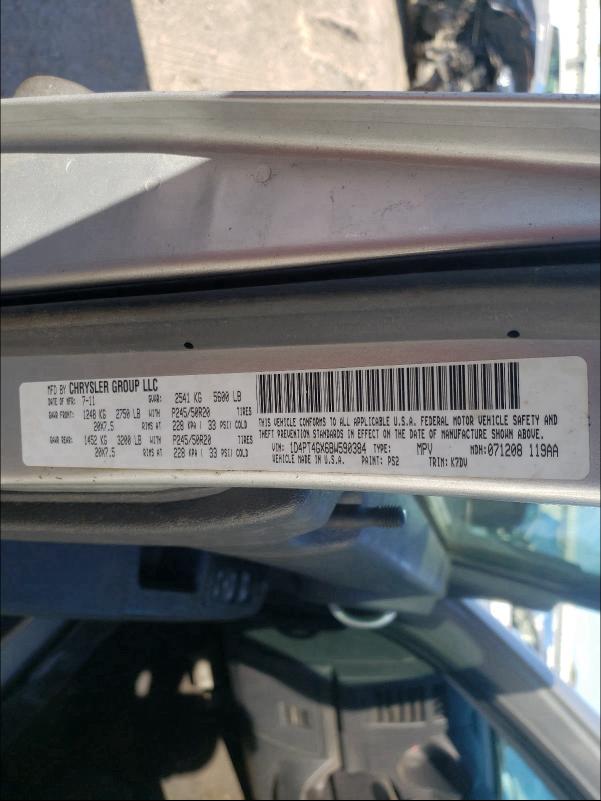 MFD BY CHRYSLER GROUP LLC
DATE OF MFR: 7-11 GVWR: 2541 KG 5600 LB
GAWR FRONT: 1248 KG 2750 LB WITH P245/50R20 TIRES
20X7.5 RIMS AT 228 KPA ( 33 PSI) COLD
GAWR REAR: 1452 KG 3200 LB WITH P245/50R20 TIRES
20X7.5 RIMS AT 228 KPA ( 33 PSI) COLD
THIS VEHICLE CONFORMS TO ALL APPLICABLE U.S.A. FEDERAL MOTOR VEHICLE SAFETY AND
THEFT PREVENTION STANDARDS IN EFFECT ON THE DATE OF MANUFACTURE SHOWN ABOVE.
VIN: 1D4PT4GX6BW590384 TYPE: MPV MDH: 071208 119AA
VEHICLE MADE IN U.S.A. PAINT: PS2 TRIM: K7DV